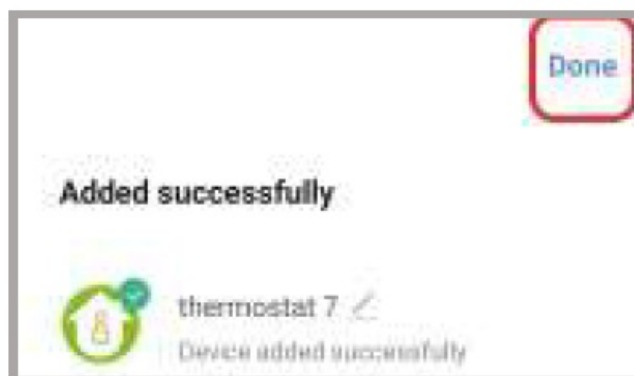 Done
Added successfully
thermostat 7
Device added successfully